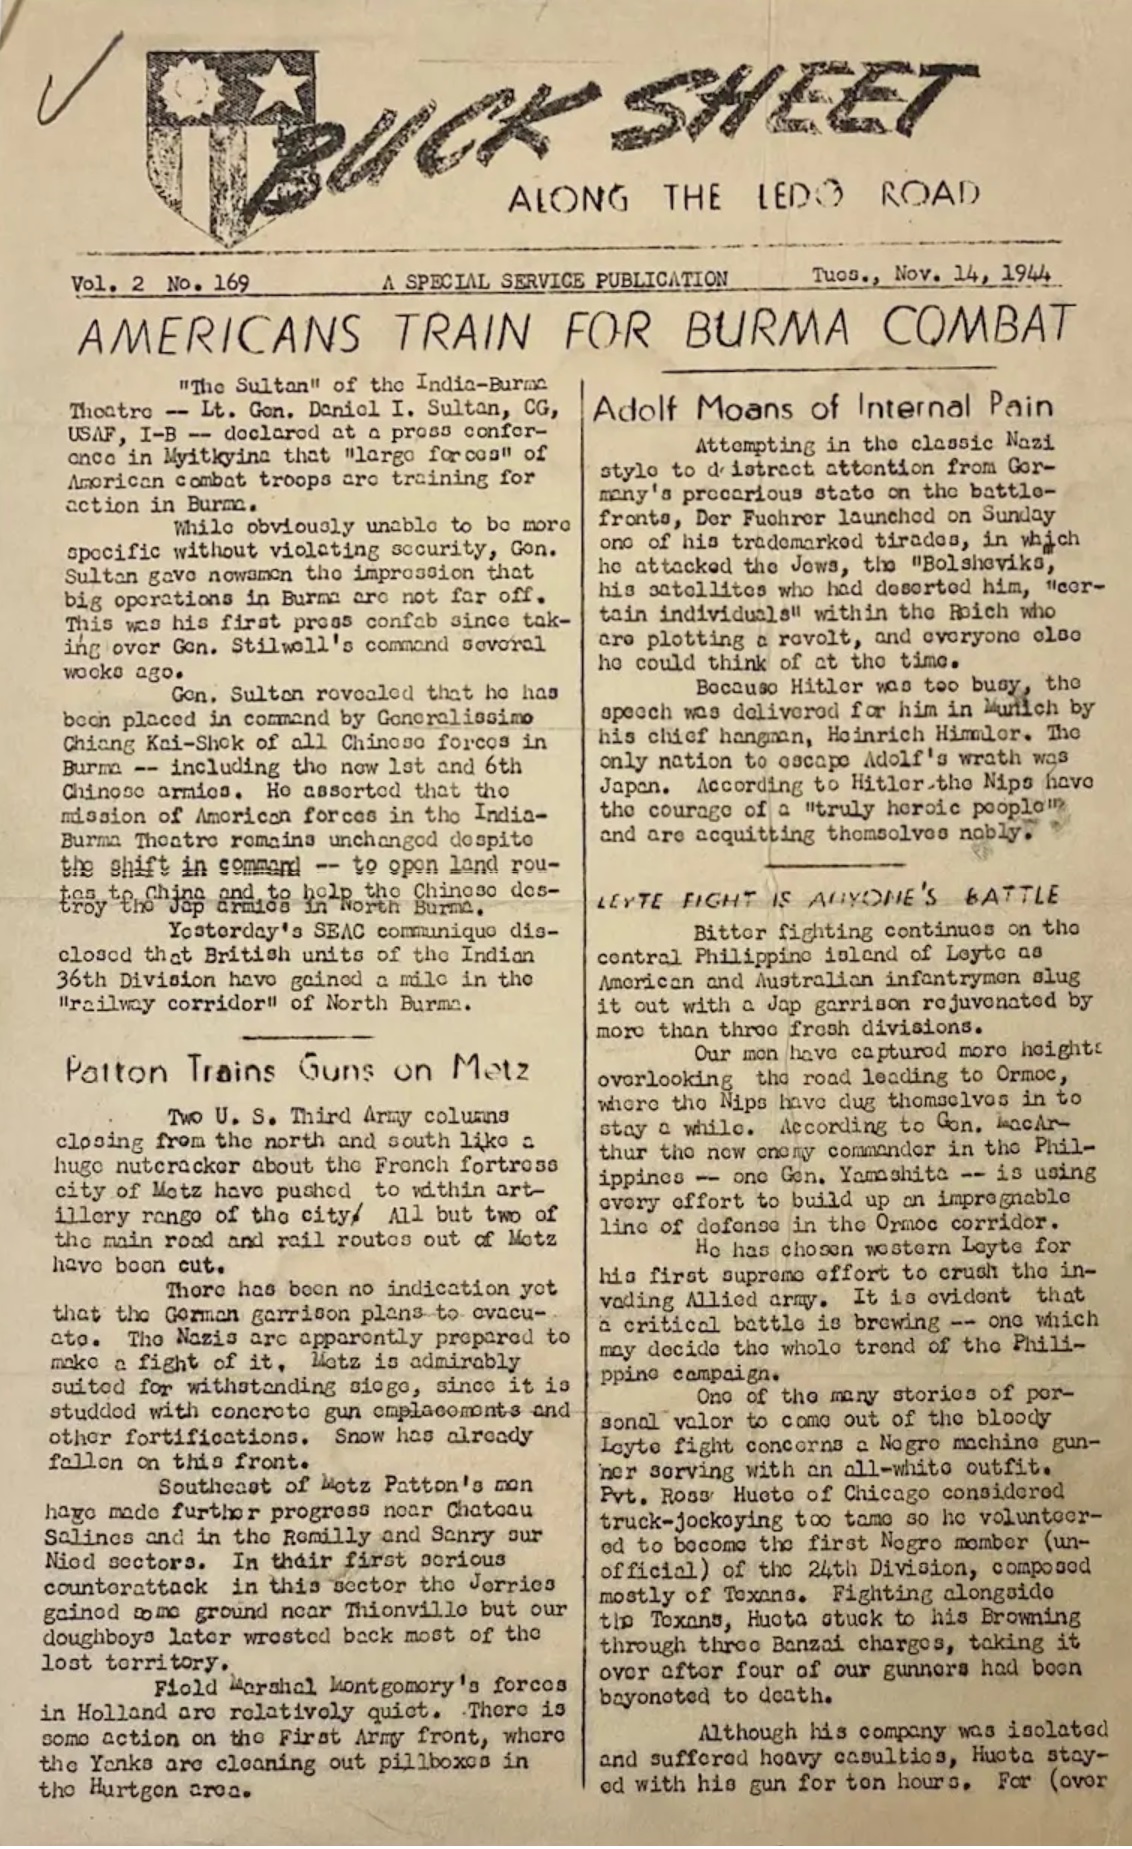 BUCK SHEET
ALONG THE LEDO ROAD
Vol. 2 No. 169 A SPECIAL SERVICE PUBLICATION Tues., Nov. 14, 1944
AMERICANS TRAIN FOR BURMA COMBAT
"The Sultan" of the India-Burma
Theatre -- Lt. Gen. Daniel I. Sultan, CG,
USAF, I-B -- declared at a press confer-
ence in Myitkyina that "large forces" of
American combat troops are training for
action in Burma.
While obviously unable to be more
specific without violating security, Gen.
Sultan gave newsmen the impression that
big operations in Burma are not far off.
This was his first press confab since tak-
ing over Gen. Stilwell's command several
weeks ago.
Gen. Sultan revealed that he has
been placed in command by Generalissimo
Chiang Kai-Shek of all Chinese forces in
Burma -- including the new 1st and 6th
Chinese armies. He asserted that the
mission of American forces in the India-
Burma Theatre remains unchanged despite
the shift in command -- to open land rou-
tes to China and to help the Chinese des-
troy the Jap armies in North Burma.
Yesterday's SEAC communique dis-
closed that British units of the Indian
36th Division have gained a mile in the
"railway corridor" of North Burma.
Patton Trains Guns on Metz
Two U. S. Third Army columns
closing from the north and south like a
huge nutcracker about the French fortress
city of Metz have pushed to within art-
illery range of the city/ All but two of
the main road and rail routes out of Metz
have been cut.
There has been no indication yet
that the German garrison plans to evacu-
ate. The Nazis are apparently prepared to
make a fight of it. Metz is admirably
suited for withstanding siege, since it is
studded with concrete gun emplacements and
other fortifications. Snow has already
fallen on this front.
Southeast of Metz Patton's men
have made further progress near Chateau
Salines and in the Remilly and Sanry sur
Nied sectors. In their first serious
counterattack in this sector the Jerries
gained some ground near Thionville but our
doughboys later wrested back most of the
lost territory.
Field Marshal Montgomery's forces
in Holland are relatively quiet. There is
some action on the First Army front, where
the Yanks are cleaning out pillboxes in
the Hurtgen area.
Adolf Moans of Internal Pain
Attempting in the classic Nazi
style to distract attention from Ger-
many's precarious state on the battle-
fronts, Der Fuehrer launched on Sunday
one of his trademarked tirades, in which
he attacked the Jews, the "Bolsheviks,
his satellites who had deserted him, "cer-
tain individuals" within the Reich who
are plotting a revolt, and everyone else
he could think of at the time.
Because Hitler was too busy, the
speech was delivered for him in Munich by
his chief hangman, Heinrich Himmler. The
only nation to escape Adolf's wrath was
Japan. According to Hitler the Nips have
the courage of a "truly heroic people"
and are acquitting themselves nobly.
LEYTE FIGHT IS ANYONE'S BATTLE
Bitter fighting continues on the
central Philippine island of Leyte as
American and Australian infantrymen slug
it out with a Jap garrison rejuvenated by
more than three fresh divisions.
Our men have captured more heights
overlooking the road leading to Ormoc,
where the Nips have dug themselves in to
stay a while. According to Gen. MacAr-
thur the new enemy commander in the Phil-
ippines -- one Gen. Yamashita -- is using
every effort to build up an impregnable
line of defense in the Ormoc corridor.
He has chosen western Leyte for
his first supreme effort to crush the in-
vading Allied army. It is evident that
a critical battle is brewing -- one which
may decide the whole trend of the Phili-
ppine campaign.
One of the many stories of per-
sonal valor to come out of the bloody
Leyte fight concerns a Negro machine gun-
ner serving with an all-white outfit.
Pvt. Ross Huete of Chicago considered
truck-jockeying too tame so he volunteer-
ed to become the first Negro member (un-
official) of the 24th Division, composed
mostly of Texans. Fighting alongside
the Texans, Hueta stuck to his Browning
through three Banzai charges, taking it
over after four of our gunners had been
bayoneted to death.
Although his company was isolated
and suffered heavy casulties, Hueta stay-
ed with his gun for ten hours. For (over